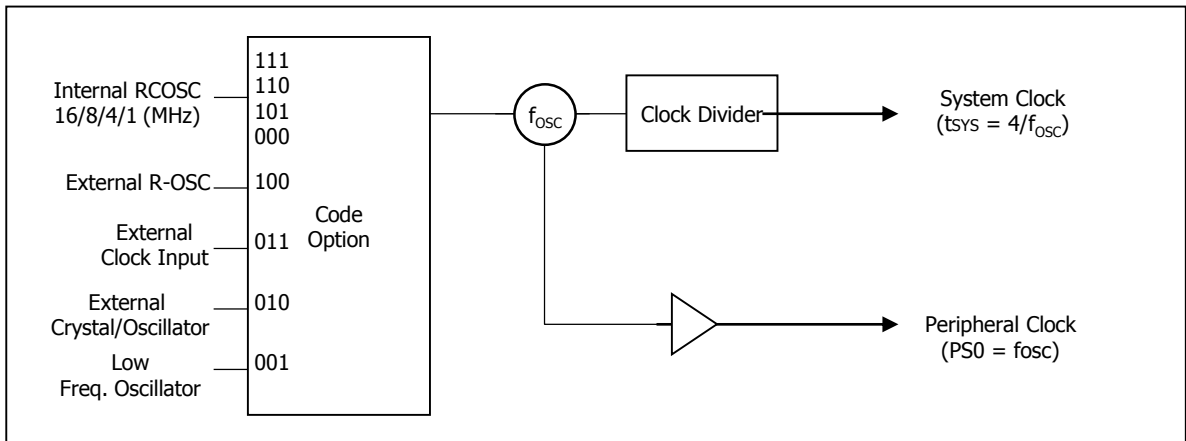 Internal RCOSC
16/8/4/1 (MHz)
111
110
101
000
External R-OSC
100
External
Clock Input
011
External
Crystal/Oscillator
010
Low
Freq. Oscillator
001
Code
Option
fOSC
Clock Divider
System Clock
(tSYS = 4/fOSC)
Peripheral Clock
(PS0 = fosc)